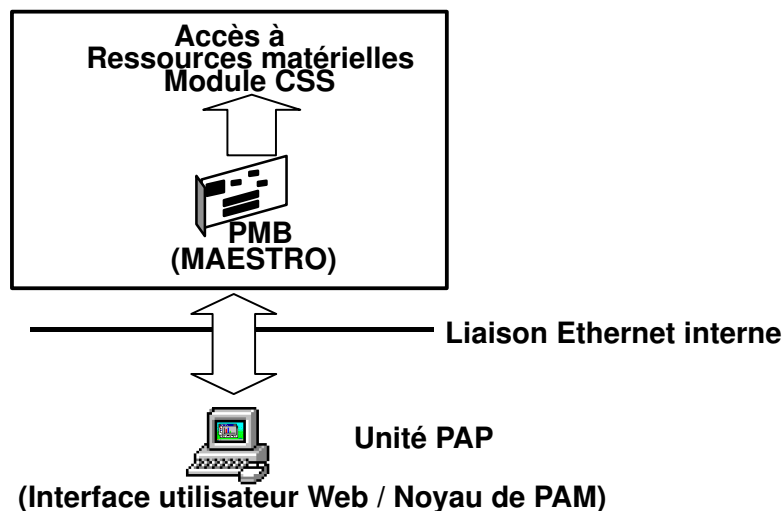 Accès à
Ressources matérielles
Module CSS
PMB
(MAESTRO)
Liaison Ethernet interne
Unité PAP
(Interface utilisateur Web / Noyau de PAM)